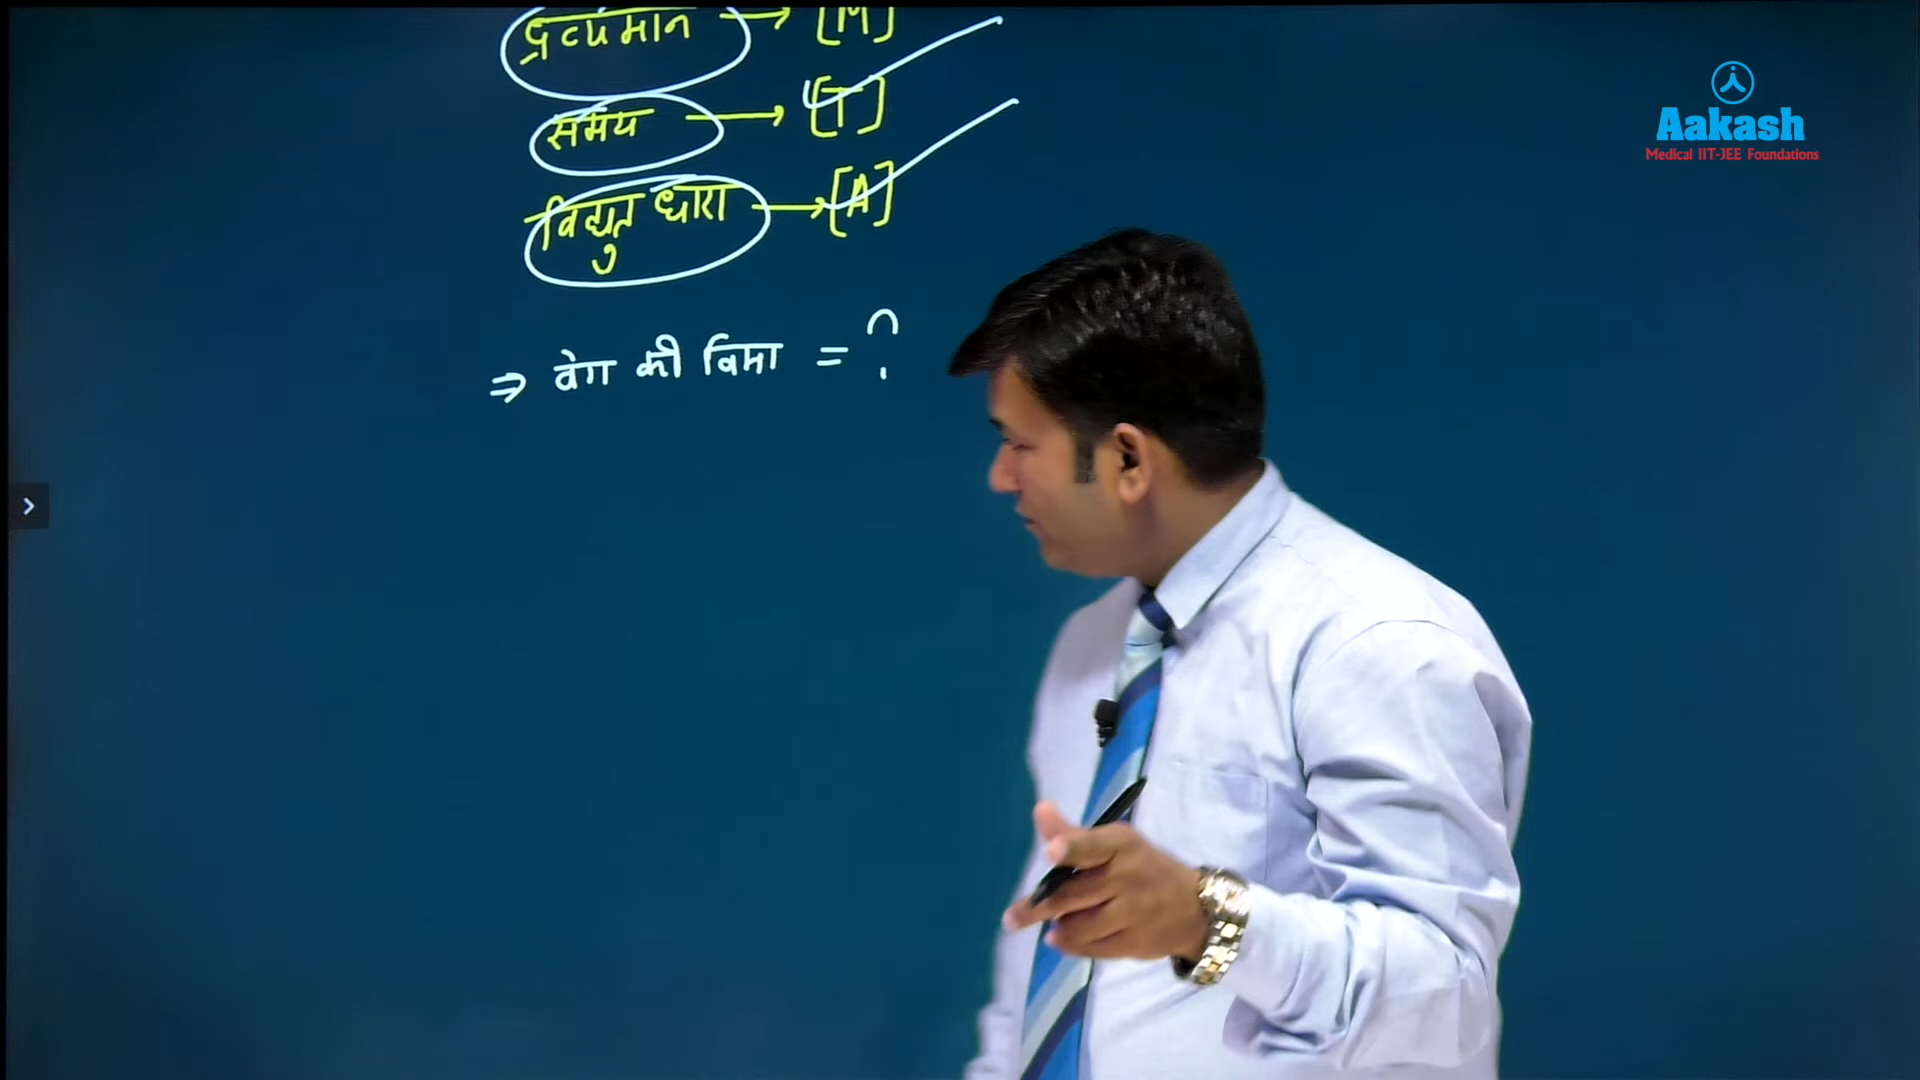 द्रव्यमान → [M]
समय → [T]
विद्युत धारा → [A]
⇒ वेग की विमा = ?
Aakash
Medical IIT-JEE Foundations